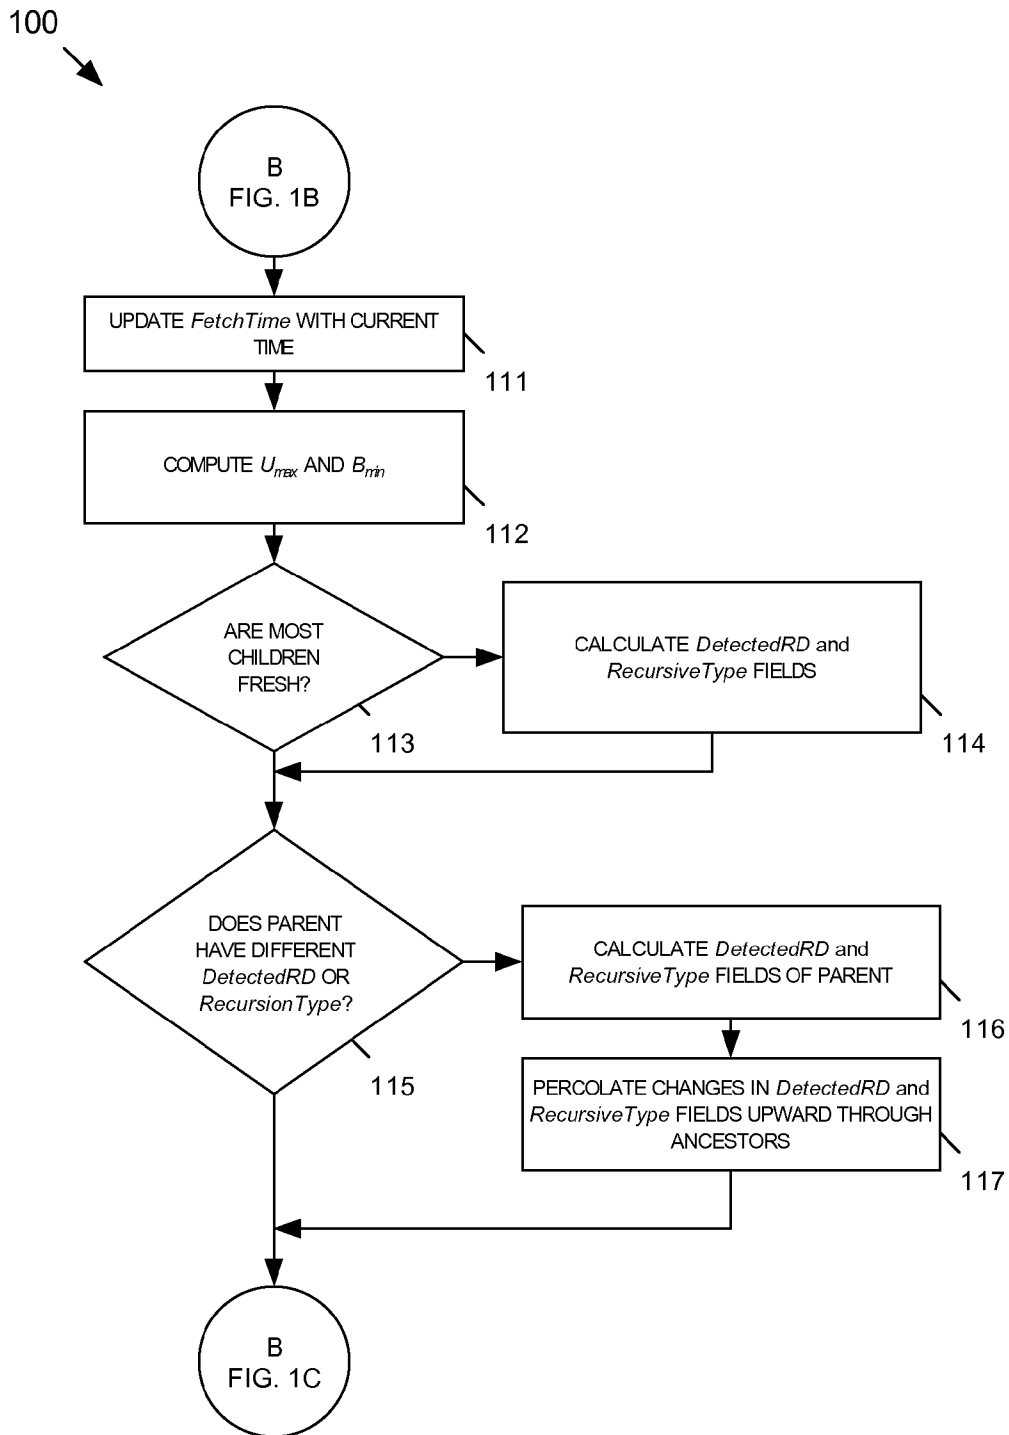 100
B
FIG. 1B
UPDATE FetchTime WITH CURRENT
TIME
111
COMPUTE Umax AND Bmin
112
ARE MOST
CHILDREN
FRESH?
113
CALCULATE DetectedRD and
RecursiveType FIELDS
114
DOES PARENT
HAVE DIFFERENT
DetectedRD OR
RecursionType?
115
CALCULATE DetectedRD and
RecursiveType FIELDS OF PARENT
116
PERCOLATE CHANGES IN DetectedRD and
RecursiveType FIELDS UPWARD THROUGH
ANCESTORS
117
B
FIG. 1C